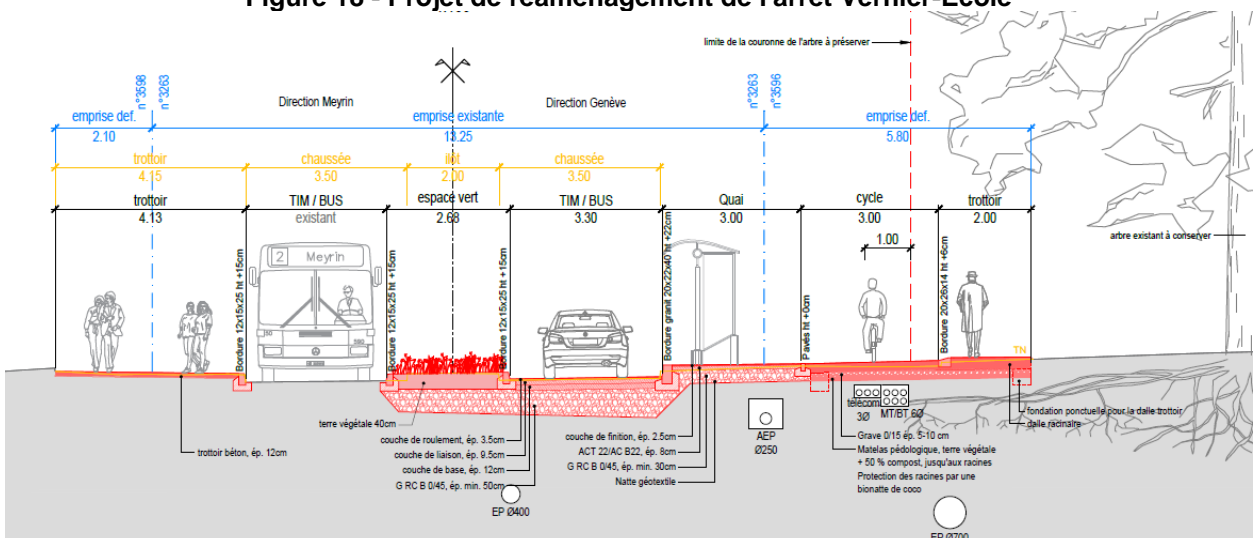 Figure 16 - Projet de réaménagement de l'arrêt Vernier-École
limite de la couronne de l'arbre à préserver
n°3598
n°3263
Direction Meyrin
Direction Genève
n°3263
n°3596
emprise def.
emprise existante
emprise def.
2.10
13.25
5.80
trottoir
chaussée
ilôt
chaussée
4.15
3.50
2.00
3.50
trottoir
TIM / BUS
espace vert
TIM / BUS
Quai
cycle
trottoir
4.13
existant
2.68
3.30
3.00
3.00
2.00
1.00
arbre existant à conserver
Bordure 12x15x25 ht +15cm
Bordure 12x15x25 ht +15cm
Bordure 12x15x25 ht +15cm
Bordure granit 20x22x40 ht +22cm
Pavés ht +0cm
Bordure 20x26x14 ht +6cm
2 Meyrin
TN
terre végétale 40cm
trottoir béton, ép. 12cm
couche de roulement, ép. 3.5cm
couche de liaison, ép. 9.5cm
couche de base, ép. 12cm
G RC B 0/45, ép. min. 50cm
EP Ø400
couche de finition, ép. 2.5cm
ACT 22/AC B22, ép. 8cm
G RC B 0/45, ép. min. 30cm
Natte géotextile
AEP
Ø250
télécom
3Ø
MT/BT 6Ø
fondation ponctuelle pour la dalle trottoir
dalle racinaire
Grave 0/15 ép. 5-10 cm
Matelas pédologique, terre végétale
+ 50 % compost, jusqu'aux racines
Protection des racines par une
bionatte de coco
EP Ø700